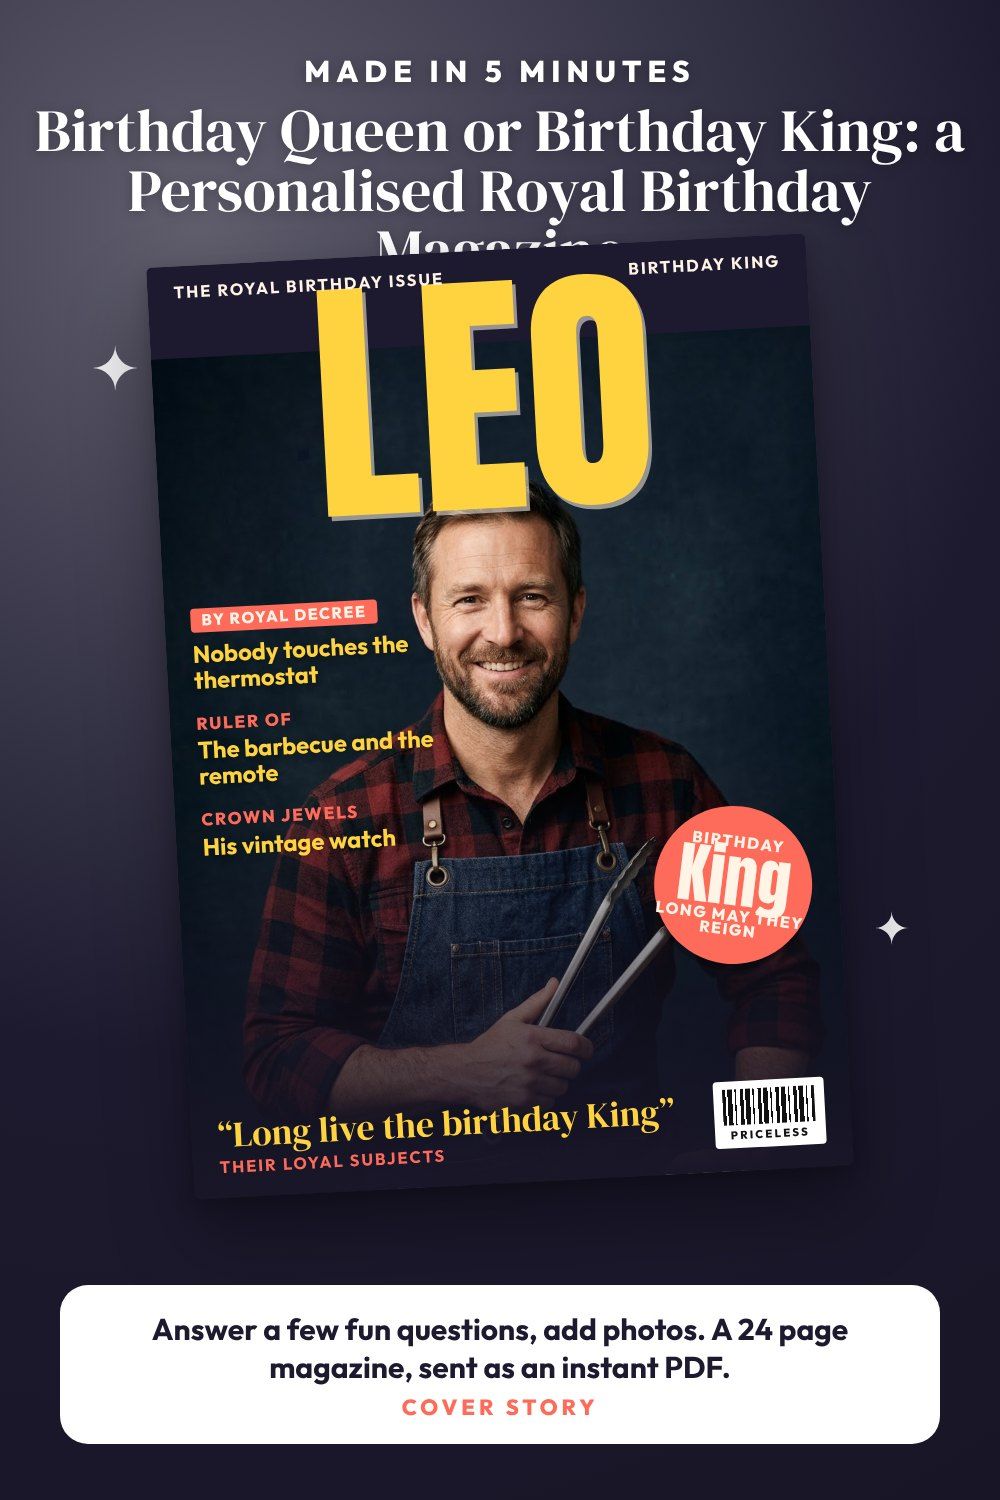 MADE IN 5 MINUTES
Birthday Queen or Birthday King: a
Personalised Royal Birthday
Magazine
THE ROYAL BIRTHDAY ISSUE
BIRTHDAY KING
LEO
BY ROYAL DECREE
Nobody touches the
thermostat
RULER OF
The barbecue and the
remote
CROWN JEWELS
His vintage watch
BIRTHDAY
King
LONG MAY THEY
REIGN
“Long live the birthday King”
THEIR LOYAL SUBJECTS
PRICELESS
Answer a few fun questions, add photos. A 24 page
magazine, sent as an instant PDF.
COVER STORY